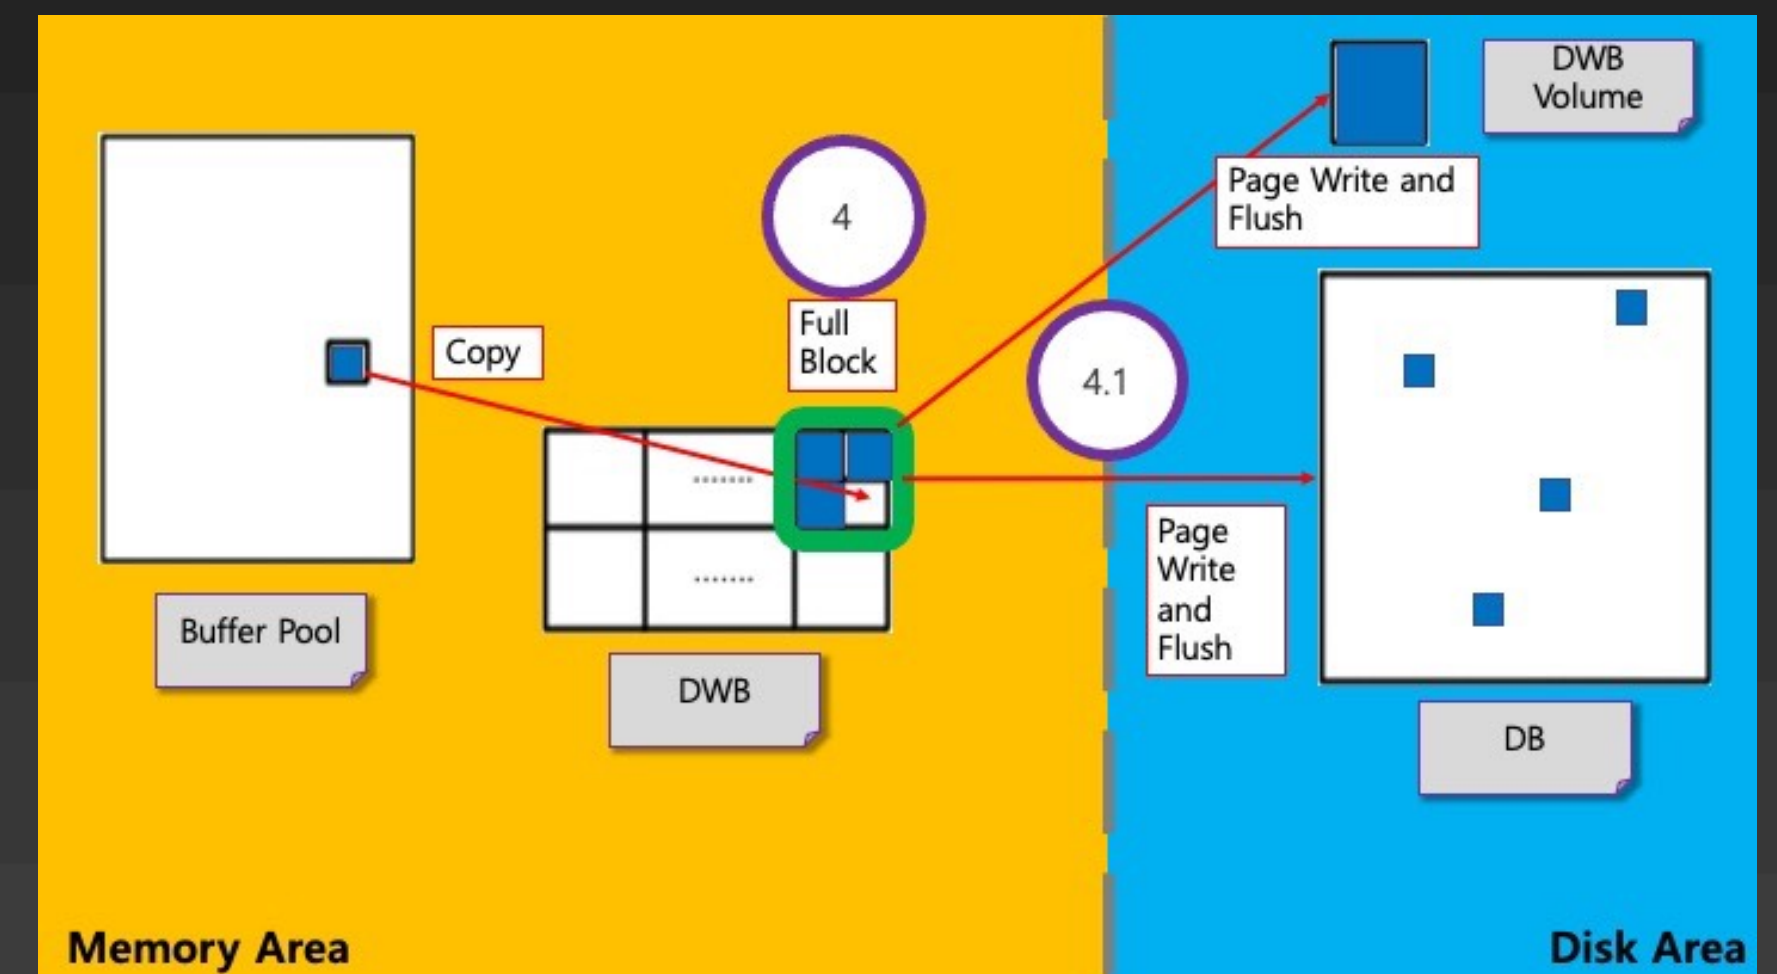 DWB
Volume
Page Write and
Flush
4
Full
Block
Copy
4.1
.......
.......
Page
Write
and
Flush
Buffer Pool
DWB
DB
Memory Area
Disk Area